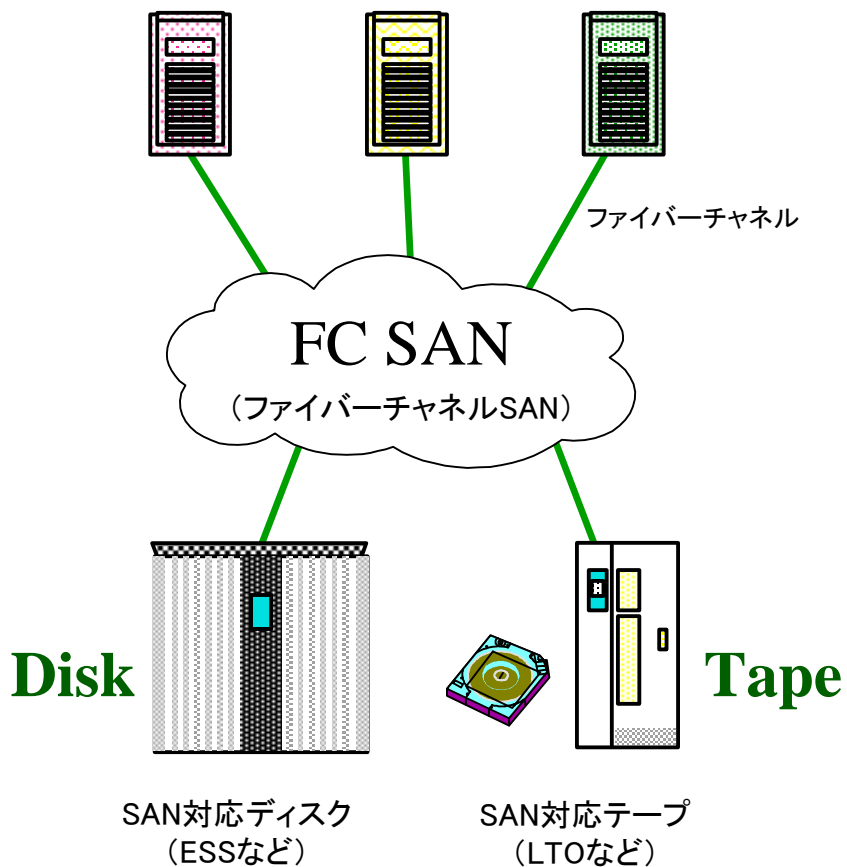 ファイバーチャネル
FC SAN
（ファイバーチャネルSAN）
Disk
Tape
SAN対応ディスク
（ESSなど）
SAN対応テープ
（LTOなど）